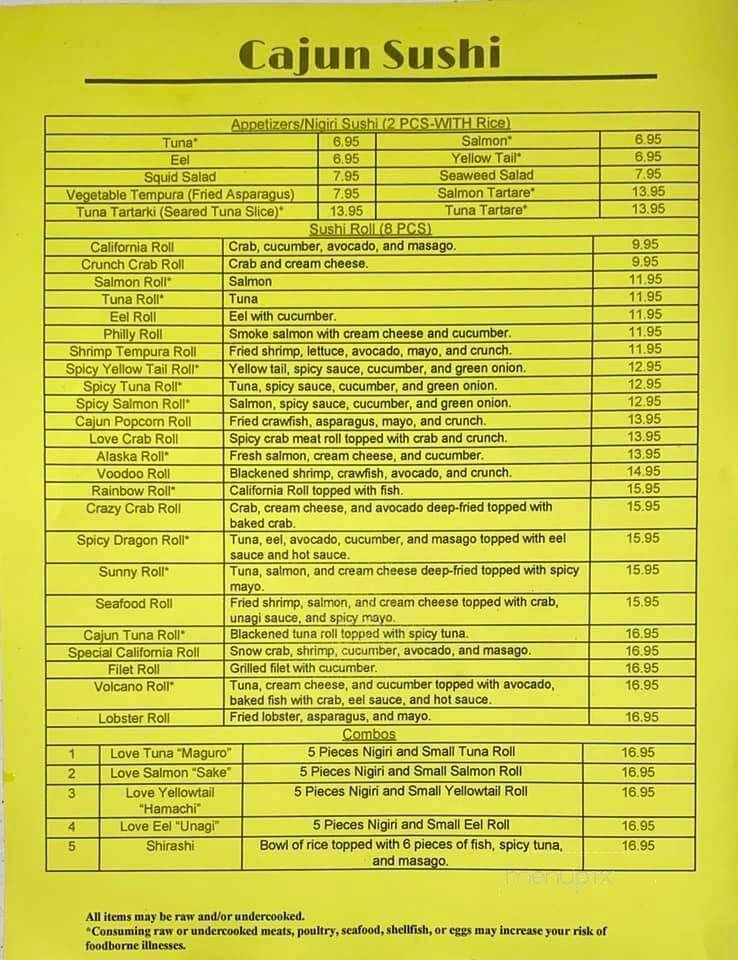 Cajun Sushi
Appetizers/Nigiri Sushi (2 PCS-WITH Rice)
Tuna* 6.95 Salmon* 6.95
Eel 6.95 Yellow Tail* 6.95
Squid Salad 7.95 Seaweed Salad 7.95
Vegetable Tempura (Fried Asparagus) 7.95 Salmon Tartare* 13.95
Tuna Tartarki (Seared Tuna Slice)* 13.95 Tuna Tartare* 13.95
Sushi Roll (8 PCS)
California Roll Crab, cucumber, avocado, and masago. 9.95
Crunch Crab Roll Crab and cream cheese. 9.95
Salmon Roll* Salmon 11.95
Tuna Roll* Tuna 11.95
Eel Roll Eel with cucumber. 11.95
Philly Roll Smoke salmon with cream cheese and cucumber. 11.95
Shrimp Tempura Roll Fried shrimp, lettuce, avocado, mayo, and crunch. 11.95
Spicy Yellow Tail Roll* Yellow tail, spicy sauce, cucumber, and green onion. 12.95
Spicy Tuna Roll* Tuna, spicy sauce, cucumber, and green onion. 12.95
Spicy Salmon Roll* Salmon, spicy sauce, cucumber, and green onion. 12.95
Cajun Popcorn Roll Fried crawfish, asparagus, mayo, and crunch. 13.95
Love Crab Roll Spicy crab meat roll topped with crab and crunch. 13.95
Alaska Roll* Fresh salmon, cream cheese, and cucumber. 13.95
Voodoo Roll Blackened shrimp, crawfish, avocado, and crunch. 14.95
Rainbow Roll* California Roll topped with fish. 15.95
Crazy Crab Roll Crab, cream cheese, and avocado deep-fried topped with 15.95
baked crab.
Spicy Dragon Roll* Tuna, eel, avocado, cucumber, and masago topped with eel 15.95
sauce and hot sauce.
Sunny Roll* Tuna, salmon, and cream cheese deep-fried topped with spicy 15.95
mayo.
Seafood Roll Fried shrimp, salmon, and cream cheese topped with crab, 15.95
unagi sauce, and spicy mayo.
Cajun Tuna Roll* Blackened tuna roll topped with spicy tuna. 16.95
Special California Roll Snow crab, shrimp, cucumber, avocado, and masago. 16.95
Filet Roll Grilled filet with cucumber. 16.95
Volcano Roll* Tuna, cream cheese, and cucumber topped with avocado, 16.95
baked fish with crab, eel sauce, and hot sauce.
Lobster Roll Fried lobster, asparagus, and mayo. 16.95
Combos
1 Love Tuna “Maguro” 5 Pieces Nigiri and Small Tuna Roll 16.95
2 Love Salmon “Sake” 5 Pieces Nigiri and Small Salmon Roll 16.95
3 Love Yellowtail 5 Pieces Nigiri and Small Yellowtail Roll 16.95
“Hamachi”
4 Love Eel “Unagi” 5 Pieces Nigiri and Small Eel Roll 16.95
5 Shirashi Bowl of rice topped with 6 pieces of fish, spicy tuna, 16.95
and masago.
menupix
All items may be raw and/or undercooked.
*Consuming raw or undercooked meats, poultry, seafood, shellfish, or eggs may increase your risk of
foodborne illnesses.